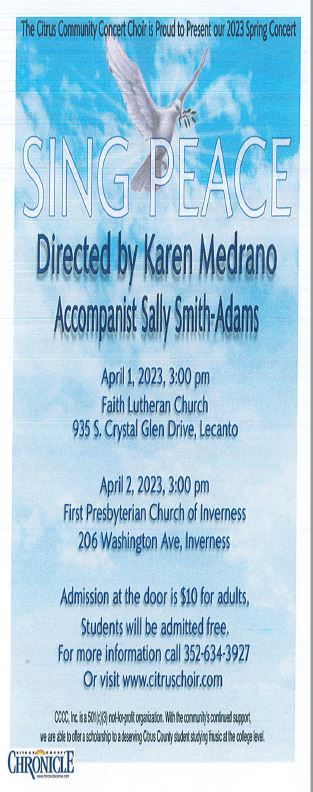 The Citrus Community Concert Choir is Proud to Present our 2023 Spring Concert
SING PEACE
Directed by Karen Medrano
Accompanist Sally Smith-Adams
April 1, 2023, 3:00 pm
Faith Lutheran Church
935 S. Crystal Glen Drive, Lecanto
April 2, 2023, 3:00 pm
First Presbyterian Church of Inverness
206 Washington Ave, Inverness
Admission at the door is $10 for adults,
Students will be admitted free.
For more information call 352-634-3927
Or visit www.citruschoir.com
CCCC, Inc. is a 501(c)(3) not-for-profit organization. With the community's continued support,
we are able to offer a scholarship to a deserving Citrus County student studying music at the college level.
CITRUS COUNTY
CHRONICLE
www.chronicleonline.com